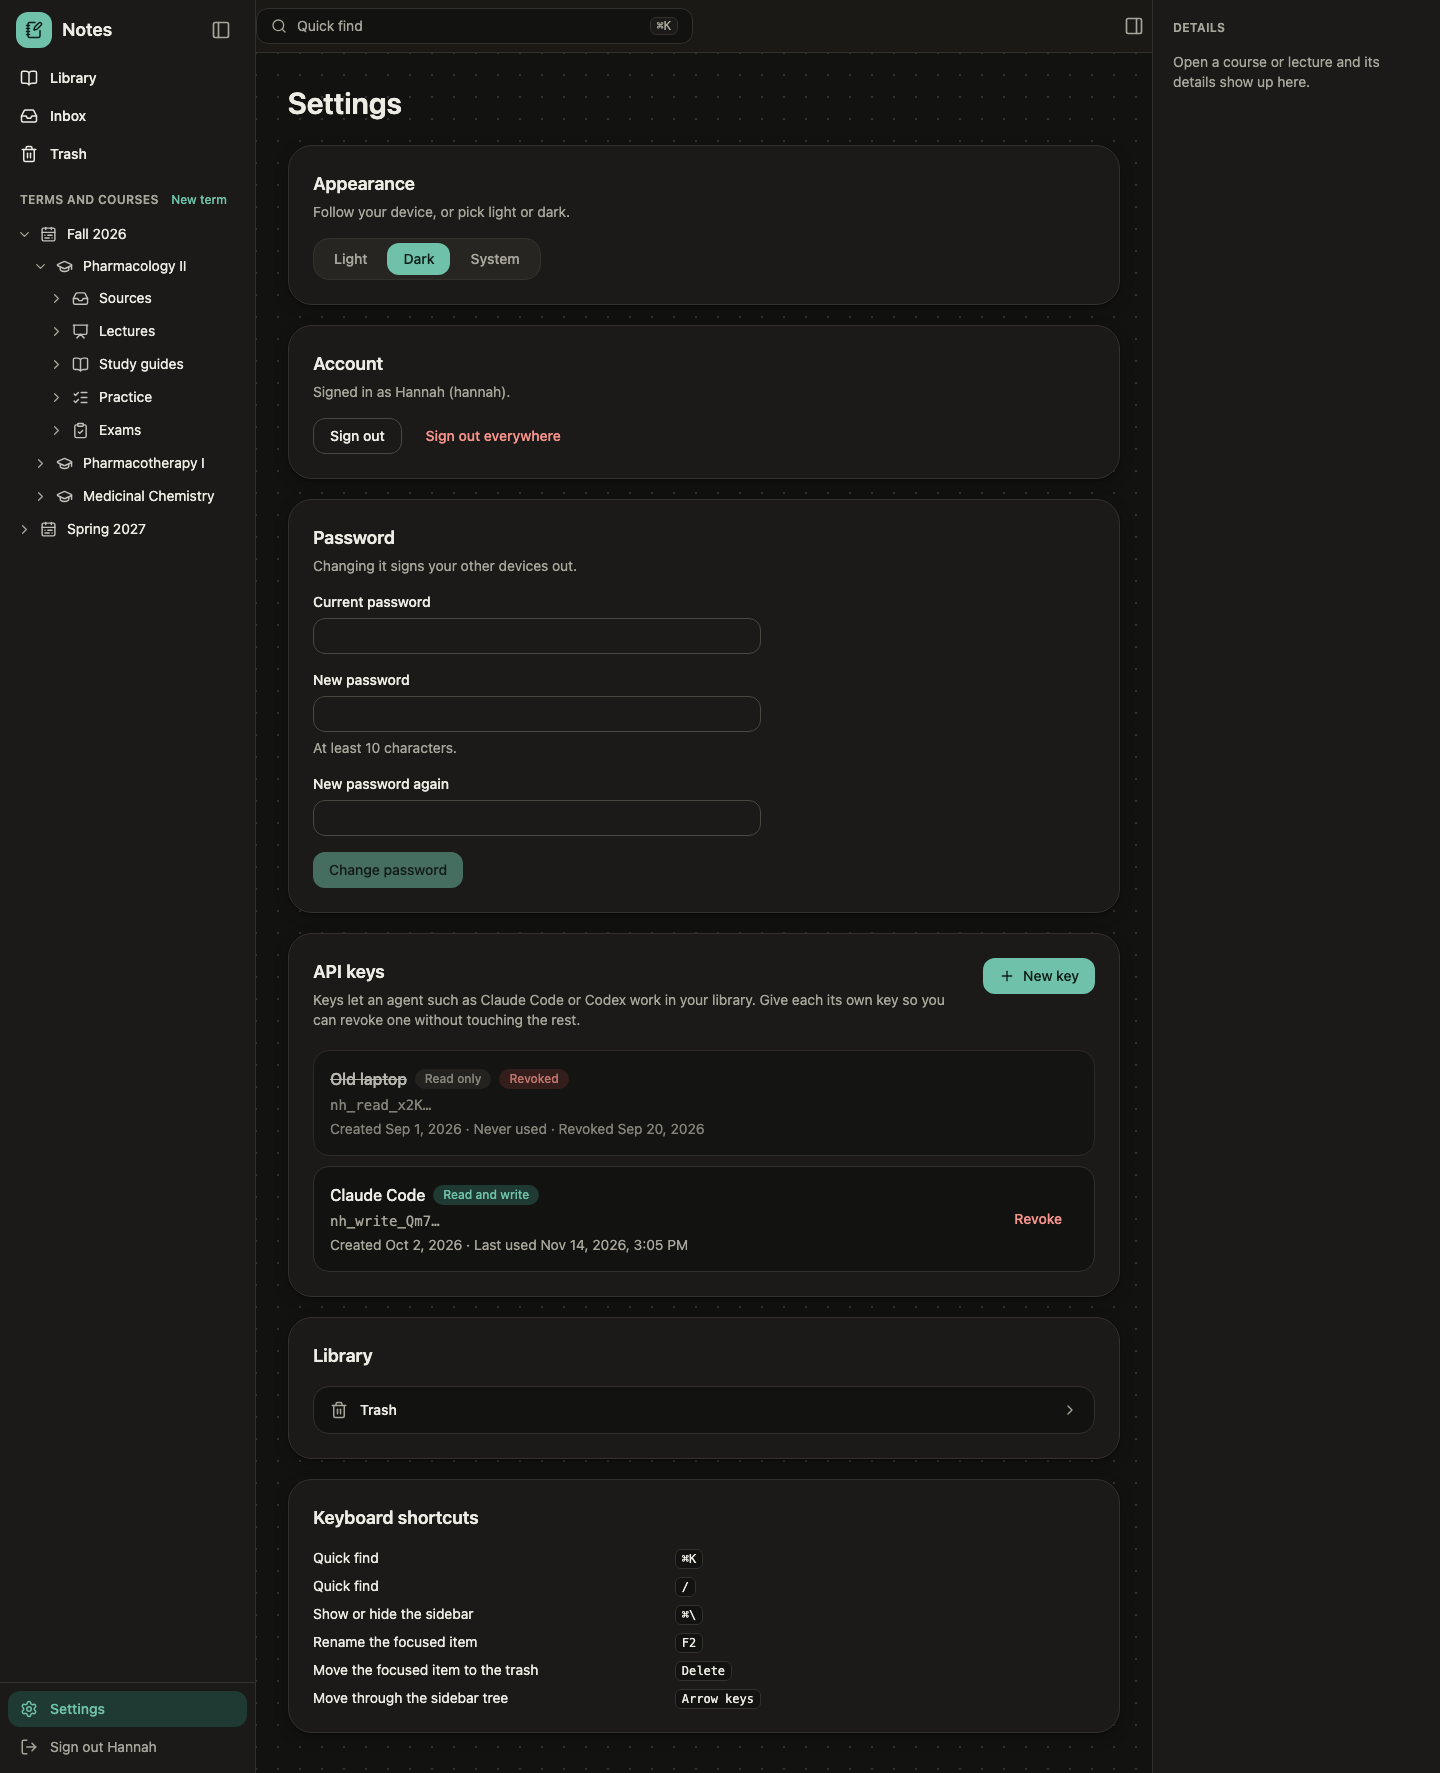 Notes
Library
Inbox
Trash
TERMS AND COURSES New term
Fall 2026
Pharmacology II
Sources
Lectures
Study guides
Practice
Exams
Pharmacotherapy I
Medicinal Chemistry
Spring 2027
Settings
Sign out Hannah
Quick find ⌘K
Settings
Appearance
Follow your device, or pick light or dark.
Light Dark System
Account
Signed in as Hannah (hannah).
Sign out Sign out everywhere
Password
Changing it signs your other devices out.
Current password
New password
At least 10 characters.
New password again
Change password
API keys
New key
Keys let an agent such as Claude Code or Codex work in your library. Give each its own key so you
can revoke one without touching the rest.
Old laptop Read only Revoked
nh_read_x2K…
Created Sep 1, 2026 · Never used · Revoked Sep 20, 2026
Claude Code Read and write
nh_write_Qm7…
Revoke
Created Oct 2, 2026 · Last used Nov 14, 2026, 3:05 PM
Library
Trash
Keyboard shortcuts
Quick find ⌘K
Quick find /
Show or hide the sidebar ⌘\
Rename the focused item F2
Move the focused item to the trash Delete
Move through the sidebar tree Arrow keys
DETAILS
Open a course or lecture and its
details show up here.